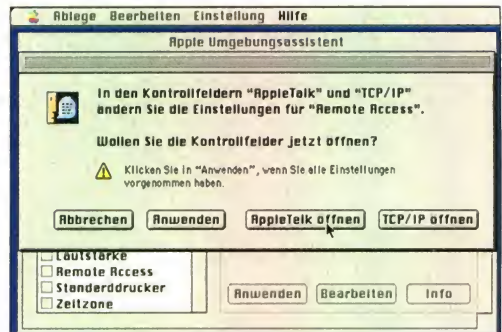 Ablege Bearbeiten Einstellung Hilfe
Apple Umgebungsassistent
In den Kontrollfeldern "AppleTalk" und "TCP/IP"
ändern Sie die Einstellungen für "Remote Access".
Wollen Sie die Kontrollfelder jetzt öffnen?
Klicken Sie in "Anwenden", wenn Sie alle Einstellungen
vorgenommen haben.
Abbrechen Anwenden AppleTalk öffnen TCP/IP öffnen
Lautstärke
Remote Access
Standarddrucker
Zeitzone
Anwenden Bearbeiten Info